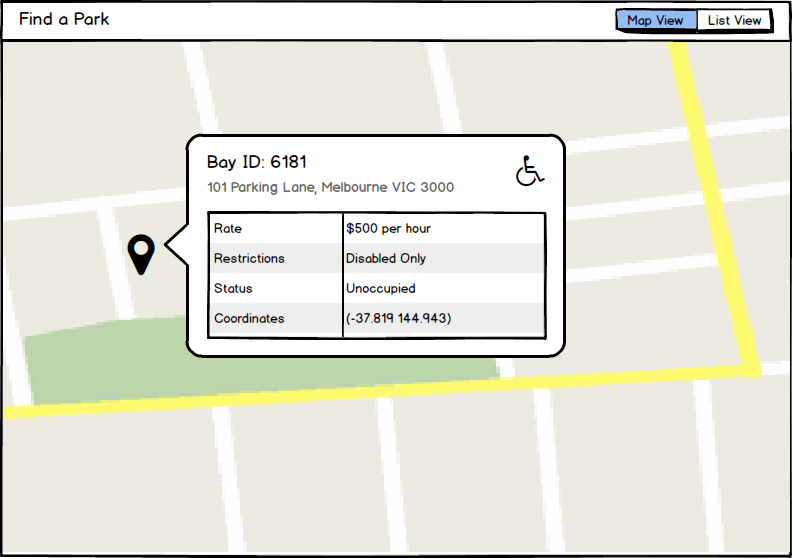 Find a Park
Map View List View
Bay ID: 6181
101 Parking Lane, Melbourne VIC 3000
Rate $500 per hour
Restrictions Disabled Only
Status Unoccupied
Coordinates (-37.819 144.943)